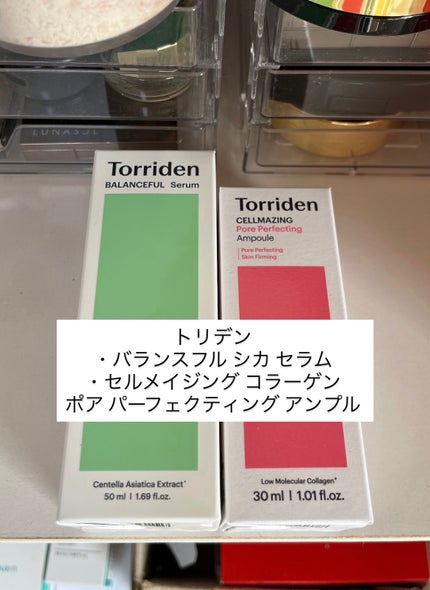 LUNASOL
Torriden
BALANCEFUL Serum
Torriden
CELLMAZING
Pore Perfecting
Ampoule
Pore Perfecting
Skin Firming
トリデン
・バランスフル シカ セラム
・セルメイジング コラーゲン
ポア パーフェクティング アンプル
Centella Asiatica Extract*
50 ml | 1.69 fl.oz.
Low Molecular Collagen*
30 ml | 1.01 fl.oz.